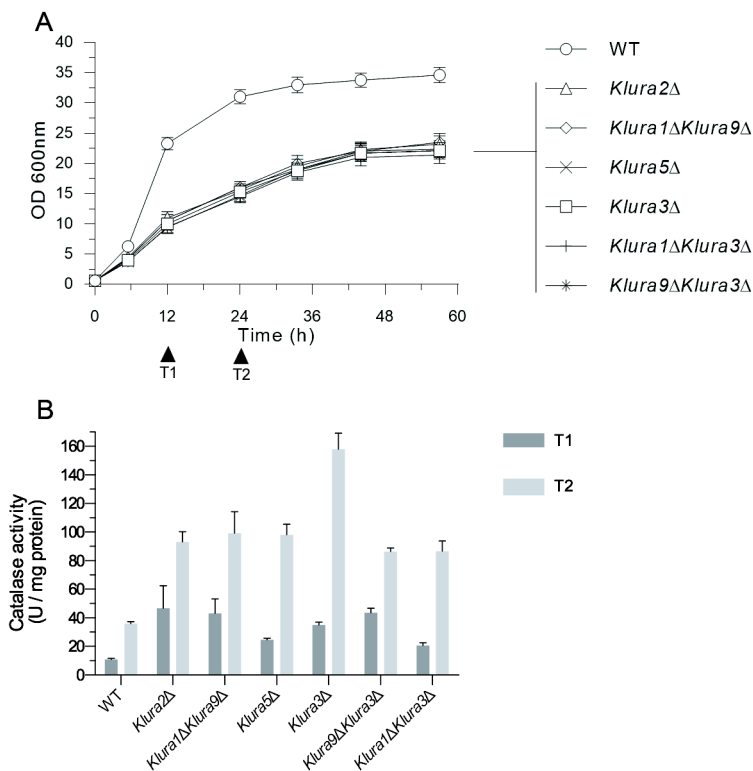 A
40
35
30
25
20
15
10
5
0
OD 600nm
0 12 24 36 48 60
Time (h)
T1 T2
WT
Klura2Δ
Klura1ΔKlura9Δ
Klura5Δ
Klura3Δ
Klura1ΔKlura3Δ
Klura9ΔKlura3Δ
B
160
140
120
100
80
60
40
20
0
Catalase activity
(U / mg protein)
T1
T2
WT
Klura2Δ
Klura1ΔKlura9Δ
Klura5Δ
Klura3Δ
Klura9ΔKlura3Δ
Klura1ΔKlura3Δ